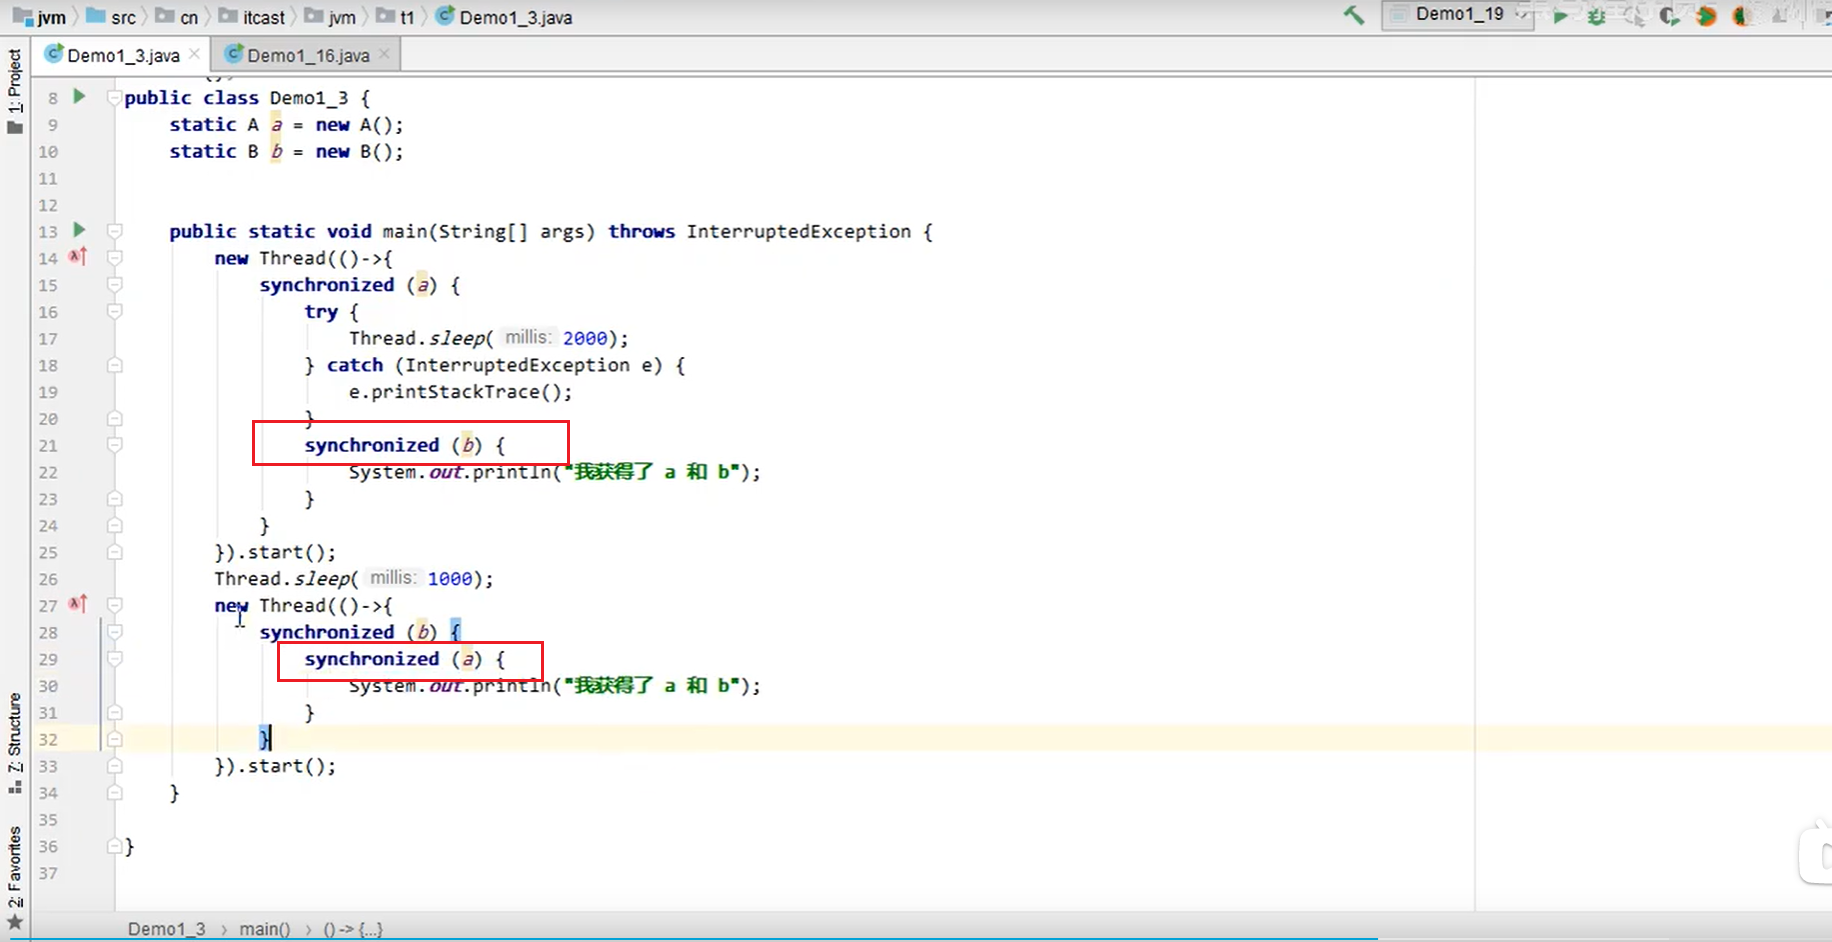 jvm src cn itcast jvm t1 Demo1_3.java Demo1_19
Demo1_3.java Demo1_16.java
1: Project
8 public class Demo1_3 {
9 static A a = new A();
10 static B b = new B();
11
12
13 public static void main(String[] args) throws InterruptedException {
14 new Thread(()->{
15 synchronized (a) {
16 try {
17 Thread.sleep( millis: 2000);
18 } catch (InterruptedException e) {
19 e.printStackTrace();
20 }
21 synchronized (b) {
22 System.out.println("我获得了 a 和 b");
23 }
24 }
25 }).start();
26 Thread.sleep( millis: 1000);
27 new Thread(()->{
28 synchronized (b) {
29 synchronized (a) {
30 System.out.println("我获得了 a 和 b");
31 }
32 }
33 }).start();
34 }
35
36 }
37
7: Structure
2: Favorites
Demo1_3 › main() › () -> {...}